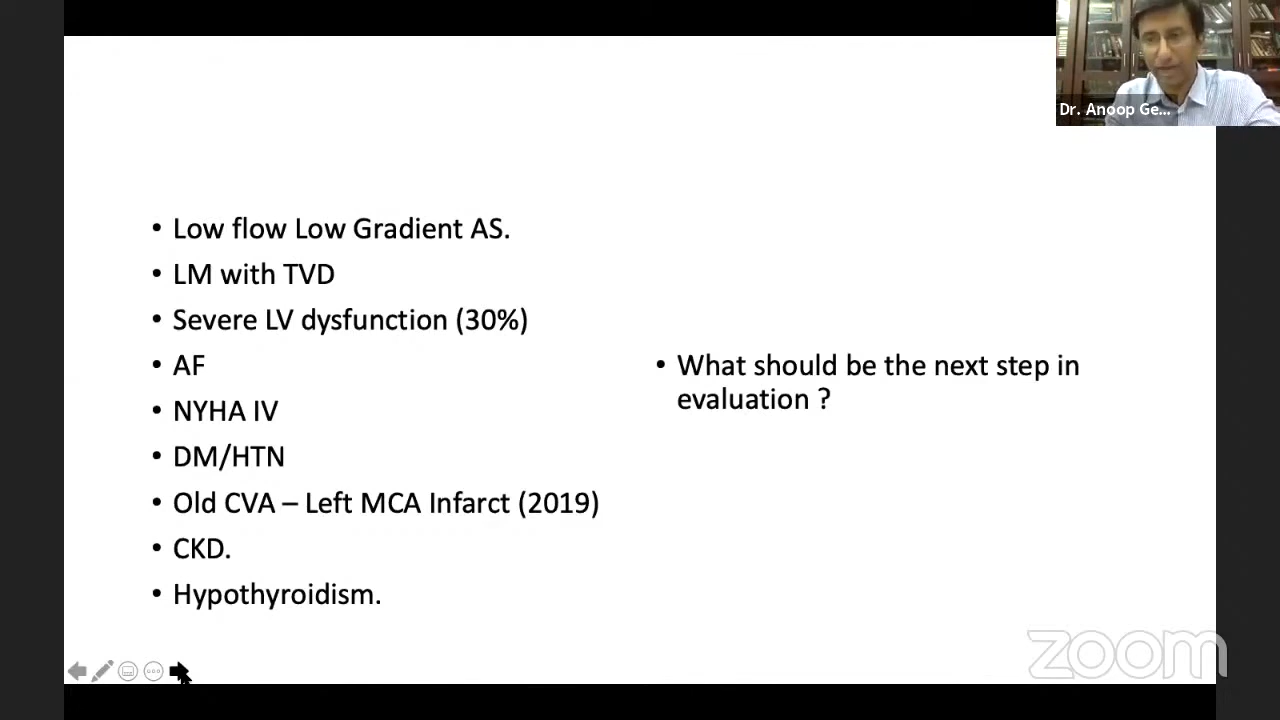 Dr. Anoop Ge...
• Low flow Low Gradient AS.
• LM with TVD
• Severe LV dysfunction (30%)
• AF
• NYHA IV
• DM/HTN
• Old CVA – Left MCA Infarct (2019)
• CKD.
• Hypothyroidism.
• What should be the next step in
evaluation ?
zoom